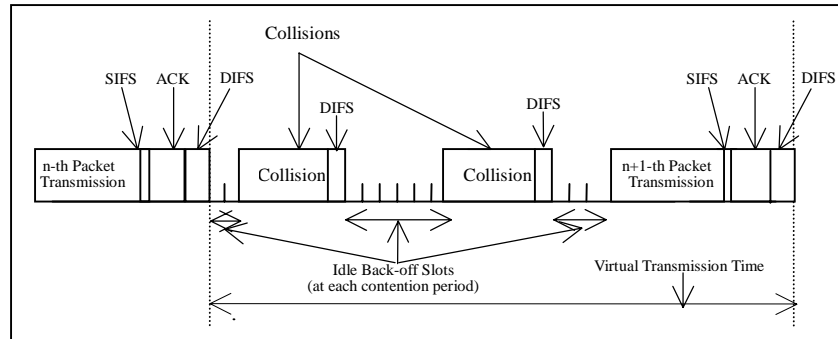 Collisions
SIFS ACK DIFS
DIFS
DIFS
SIFS ACK DIFS
n-th Packet
Transmission
Collision
Collision
n+1-th Packet
Transmission
Idle Back-off Slots
(at each contention period)
Virtual Transmission Time